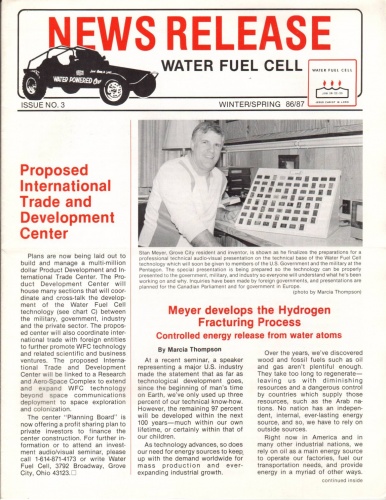 NEWS RELEASE
WATER FUEL CELL
WATER POWERED Car
WATER FUEL CELL
JESUS CHRIST IS LORD
ISSUE NO. 3
WINTER/SPRING 86/87
Proposed
International
Trade and
Development
Center
Plans are now being laid out to
build and manage a multi-million
dollar Product Development and In-
ternational Trade Center. The Pro-
duct Development Center will
house many sections that will coor-
dinate and cross-talk the develop-
ment of the Water Fuel Cell
technology (see chart C) between
the military, government, industry
and the private sector. The propos-
ed center will also coordinate inter-
national trade with foreign entities
to further promote WFC technology
and related scientific and business
ventures. The proposed Interna-
tional Trade and Development
Center will be linked to a Research
and Aero-Space Complex to extend
and expand WFC technology
beyond space communications
deployment to space exploration
and colonization.
The center "Planning Board" is
now offering a profit sharing plan to
private investors to finance the
center construction. For further in-
formation or to attend an invest-
ment audio/visual seminar, please
call 1-614-871-4173 or write Water
Fuel Cell, 3792 Broadway, Grove
City, Ohio 43123.□
Stan Meyer, Grove City resident and inventor, is shown as he finalizes the preparations for a
professional technical audio-visual presentation on the technical base of the Water Fuel Cell
technology which will soon be given to members of the U.S. Government and the military at the
Pentagon. The special presentation is being prepared so the technology can be properly
presented to the government, military, and industry so everyone will understand what he's been
working on and why. Inquiries have been made by foreign governments, and presentations are
planned for the Canadian Parliament and for government in Europe.
(photo by Marcia Thompson)
Meyer develops the Hydrogen
Fracturing Process
Controlled energy release from water atoms
By Marcia Thompson
At a recent seminar, a speaker
representing a major U.S. industry
made the statement that as far as
technological development goes,
since the beginning of man's time
on Earth, we've only used up three
percent of our technical know-how.
However, the remaining 97 percent
will be developed within the next
100 years—much within our own
lifetime, or certainly within that of
our children.
As technology advances, so does
our need for energy sources to keep
up with the demand worldwide for
mass production and ever-
expanding industrial growth.
Over the years, we've discovered
wood and fossil fuels such as oil
and gas aren't plentiful enough.
They take too long to regenerate—
leaving us with diminishing
resources and a dangerous control
by countries which supply those
resources, such as the Arab na-
tions. No nation has an indepen-
dent, internal, ever-lasting energy
source, and so, we have to rely on
outside sources.
Right now in America and in
many other industrial nations, we
rely on oil as a main energy source
to operate our factories, fuel our
transportation needs, and provide
energy in a myriad of other ways.
continued inside